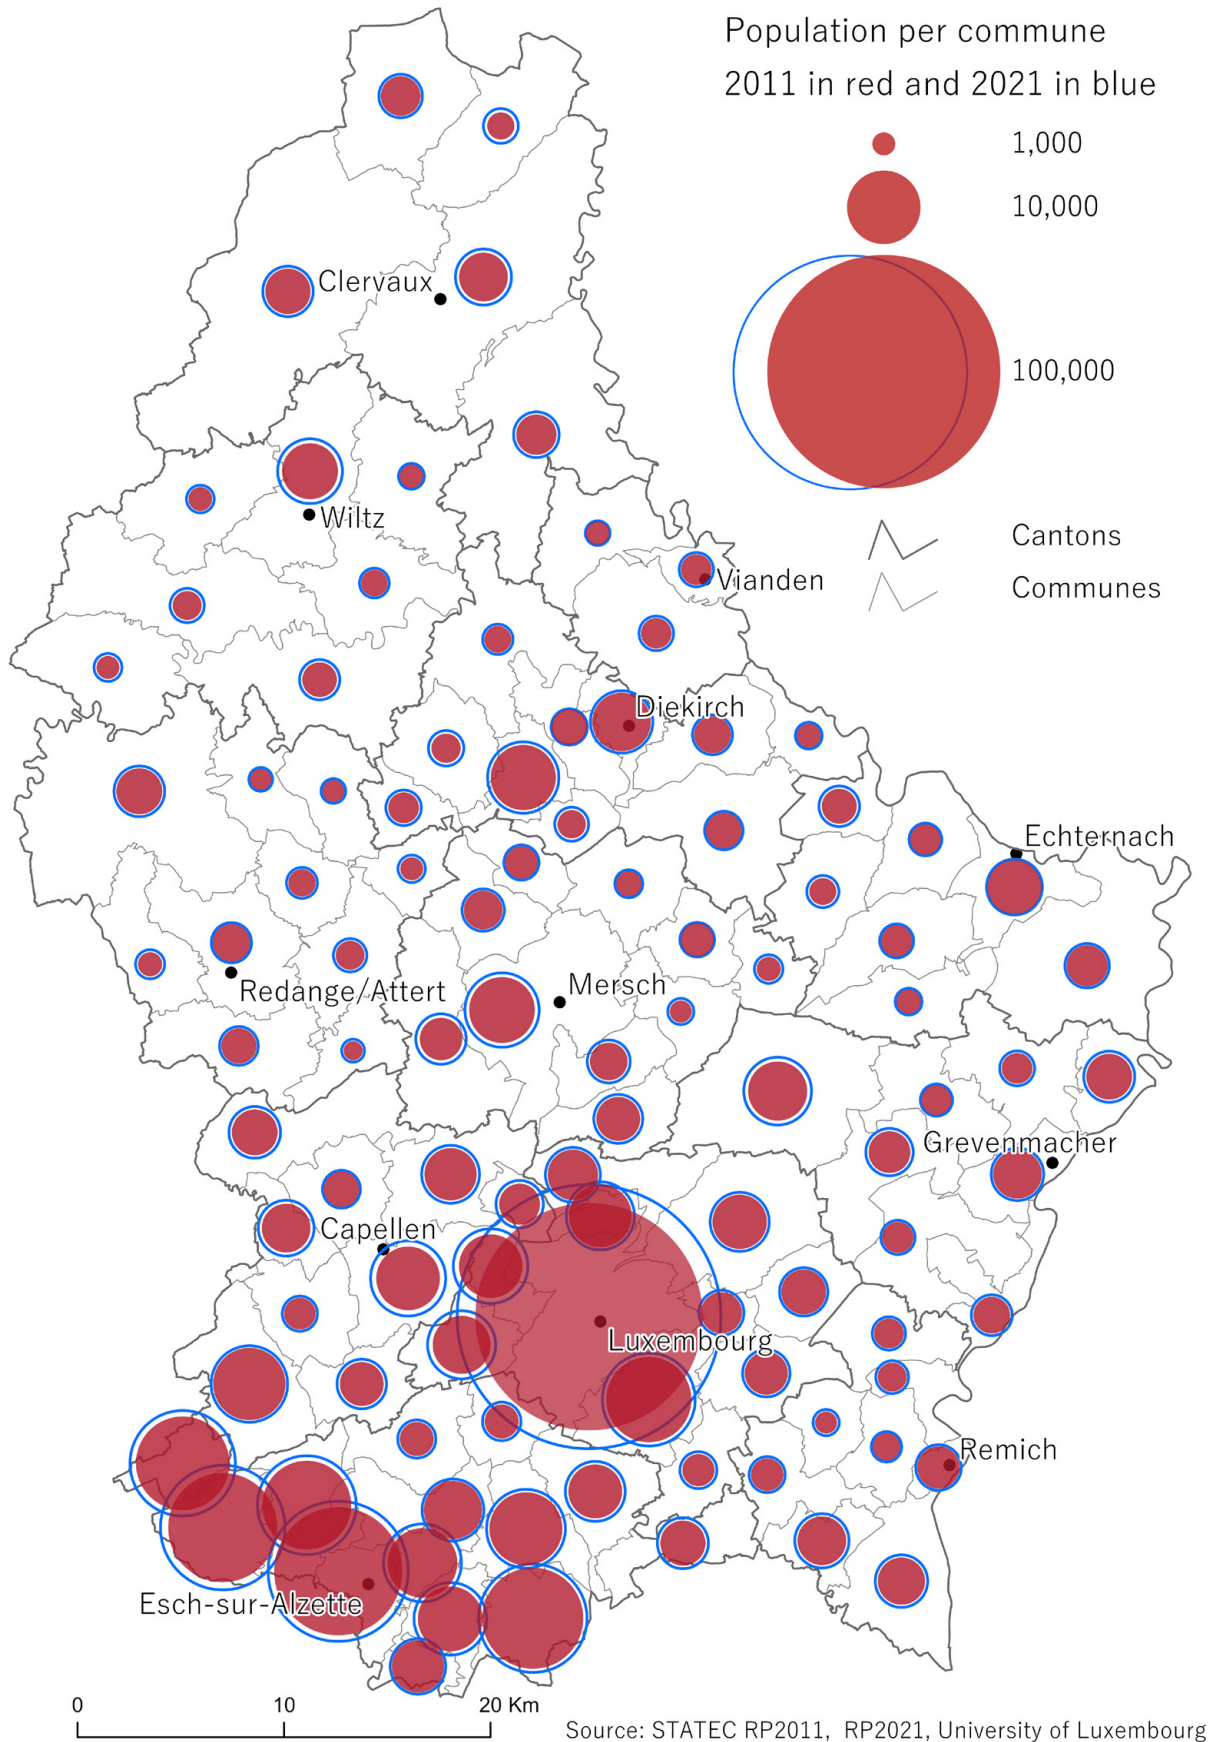 Population per commune
2011 in red and 2021 in blue
1,000
10,000
100,000
Cantons
Communes
Clervaux
Wiltz
Vianden
Diekirch
Echternach
Redange/Attert
Mersch
Grevenmacher
Capellen
Luxembourg
Remich
Esch-sur-Alzette
0 10 20 Km
Source: STATEC RP2011, RP2021, University of Luxembourg